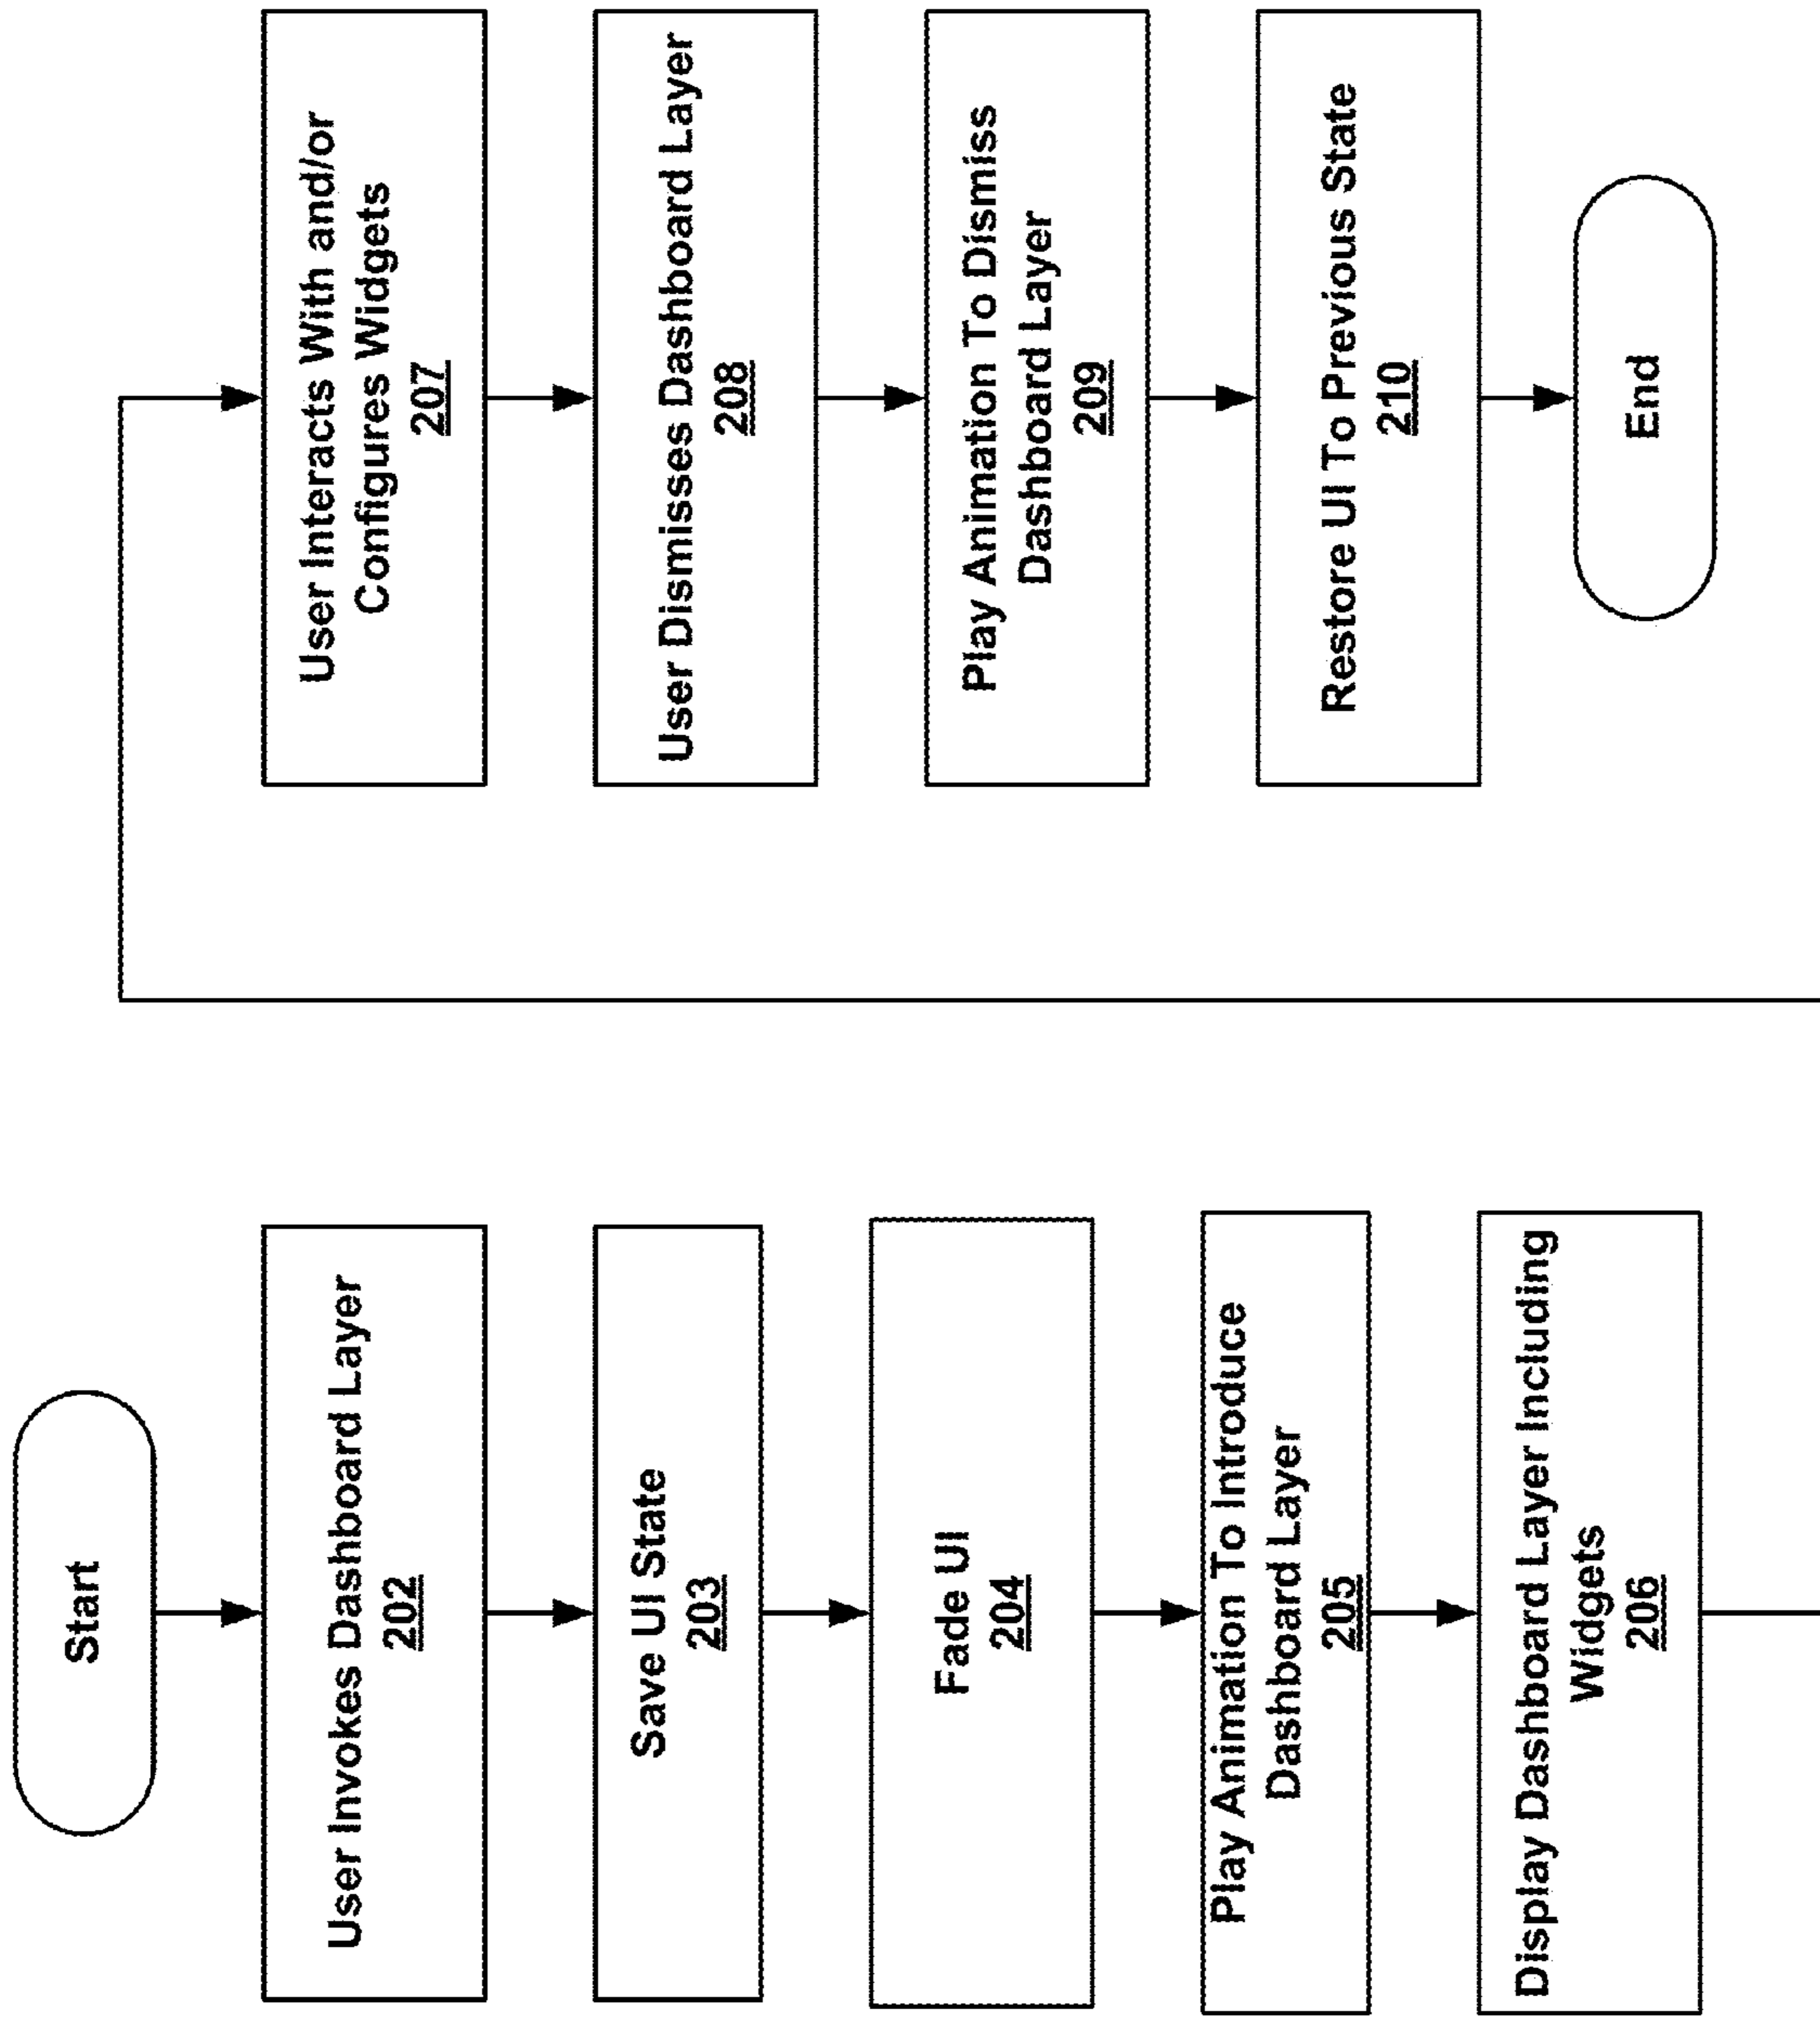 Start
User Invokes Dashboard Layer
202
Save UI State
203
Fade UI
204
Play Animation To Introduce
Dashboard Layer
205
Display Dashboard Layer Including
Widgets
206
User Interacts With and/or
Configures Widgets
207
User Dismisses Dashboard Layer
208
Play Animation To Dismiss
Dashboard Layer
209
Restore UI To Previous State
210
End